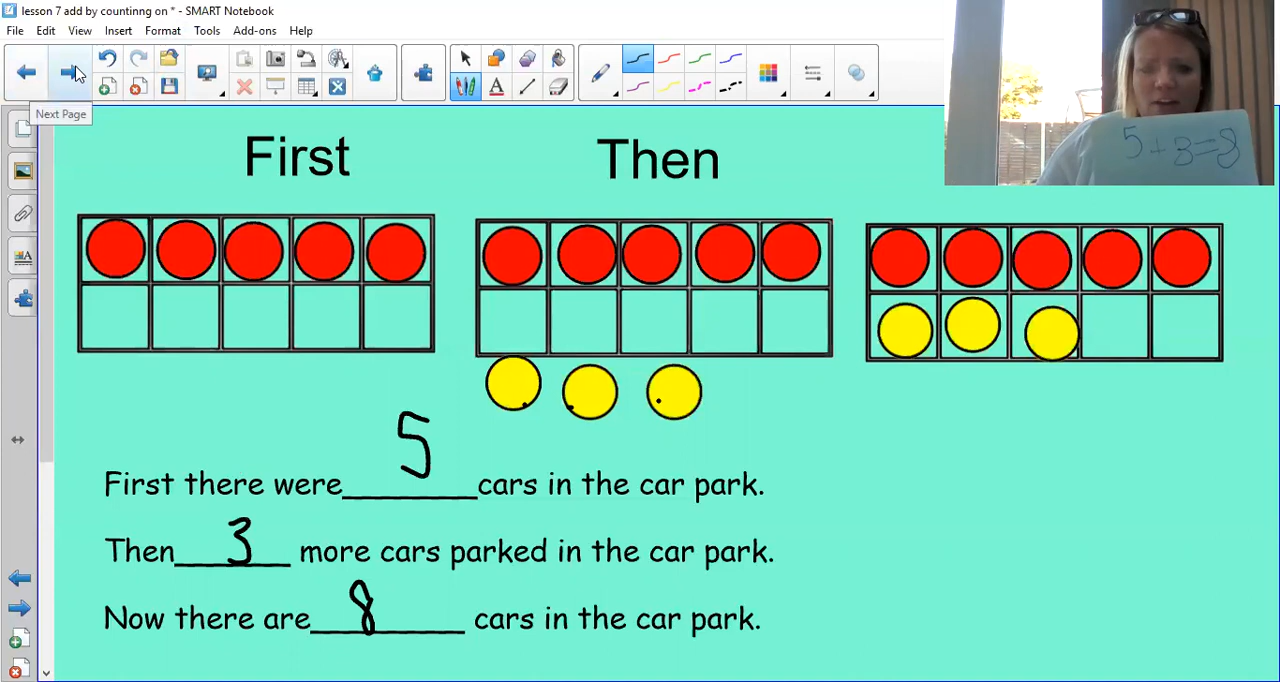 lesson 7 add by countinng on * - SMART Notebook
File Edit View Insert Format Tools Add-ons Help
Next Page
5+3=8
First Then
First there were 5 cars in the car park.
Then 3 more cars parked in the car park.
Now there are 8 cars in the car park.